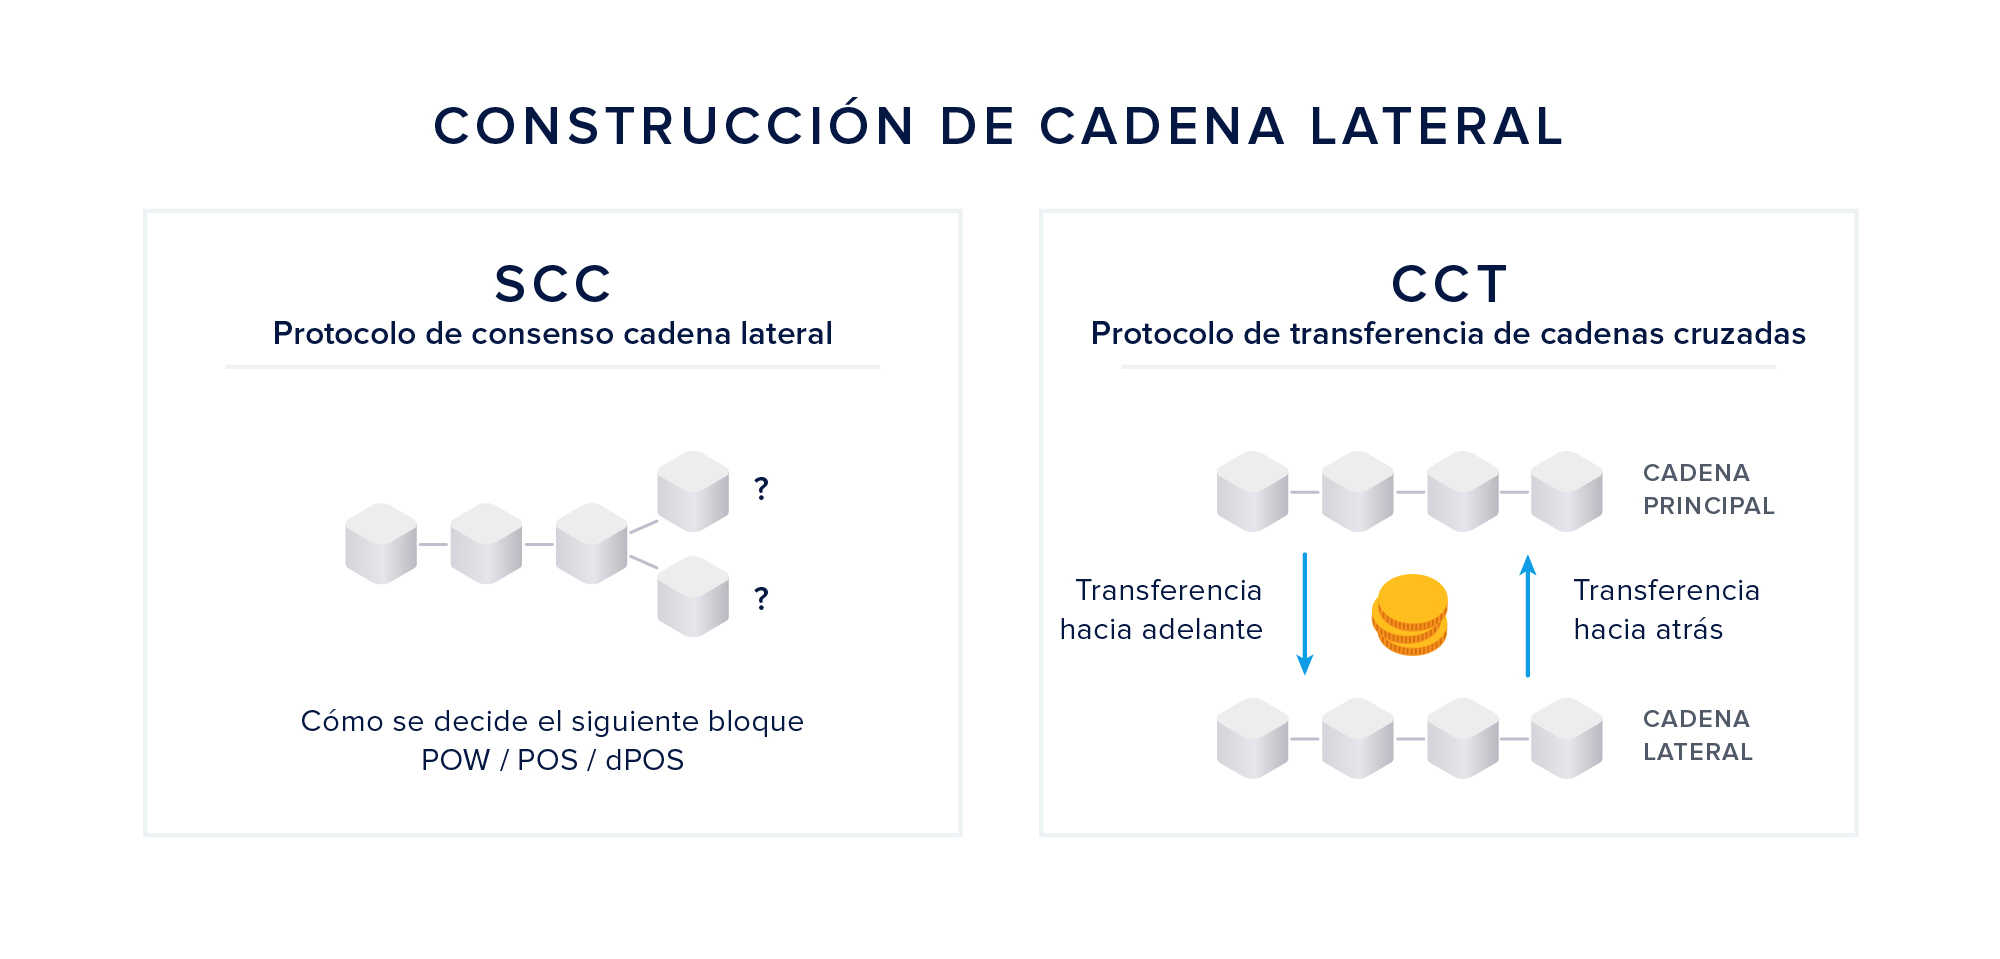 CONSTRUCCIÓN DE CADENA LATERAL
SCC
Protocolo de consenso cadena lateral
?
?
Cómo se decide el siguiente bloque
POW / POS / dPOS
CCT
Protocolo de transferencia de cadenas cruzadas
CADENA
PRINCIPAL
Transferencia
hacia adelante
Transferencia
hacia atrás
CADENA
LATERAL